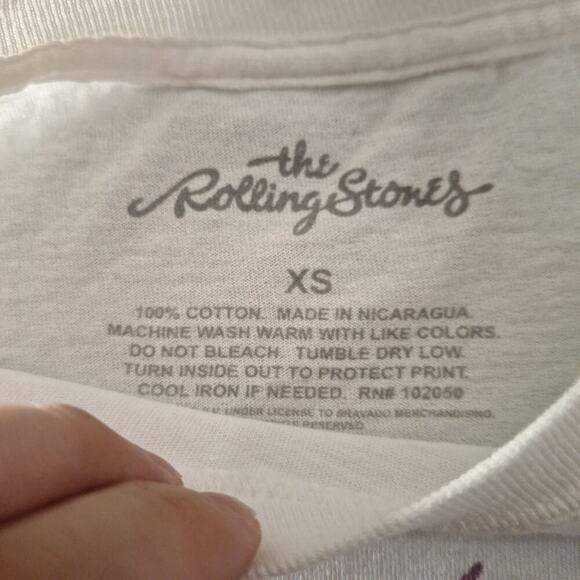 the
Rolling Stones
XS
100% COTTON. MADE IN NICARAGUA.
MACHINE WASH WARM WITH LIKE COLORS.
DO NOT BLEACH. TUMBLE DRY LOW.
TURN INSIDE OUT TO PROTECT PRINT.
COOL IRON IF NEEDED. RN# 102050
UNDER LICENSE TO BRAVADO MERCHANDISING.
RESERVED.